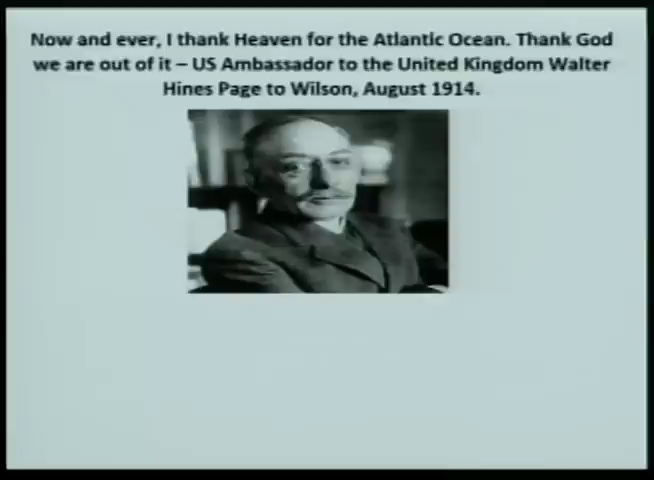 Now and ever, I thank Heaven for the Atlantic Ocean. Thank God
we are out of it – US Ambassador to the United Kingdom Walter
Hines Page to Wilson, August 1914.